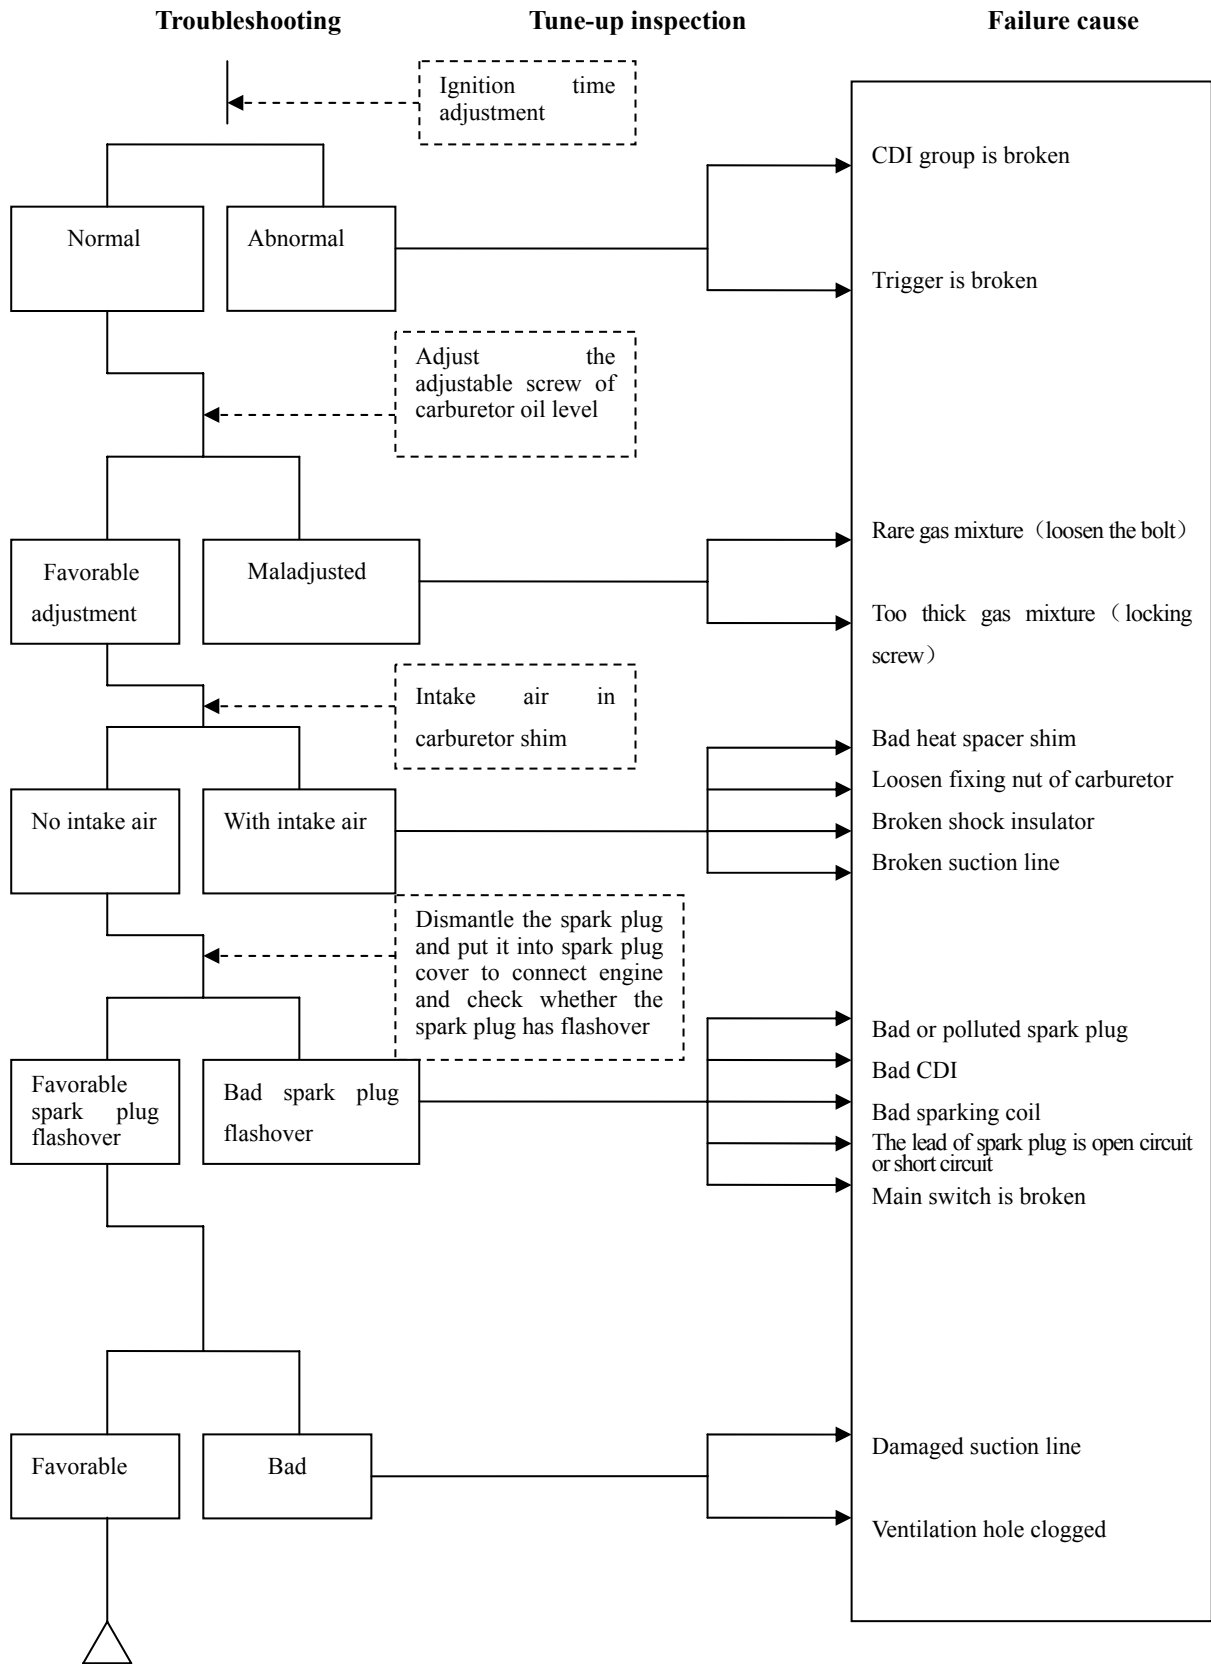 Troubleshooting
Tune-up inspection
Failure cause
Ignition time
adjustment
CDI group is broken
Normal
Abnormal
Trigger is broken
Adjust the
adjustable screw of
carburetor oil level
Rare gas mixture（loosen the bolt）
Favorable
adjustment
Maladjusted
Too thick gas mixture（locking
screw）
Intake air in
carburetor shim
Bad heat spacer shim
Loosen fixing nut of carburetor
No intake air
With intake air
Broken shock insulator
Broken suction line
Dismantle the spark plug
and put it into spark plug
cover to connect engine
and check whether the
spark plug has flashover
Bad or polluted spark plug
Bad CDI
Favorable
spark plug
flashover
Bad spark plug
flashover
Bad sparking coil
The lead of spark plug is open circuit
or short circuit
Main switch is broken
Favorable
Bad
Damaged suction line
Ventilation hole clogged